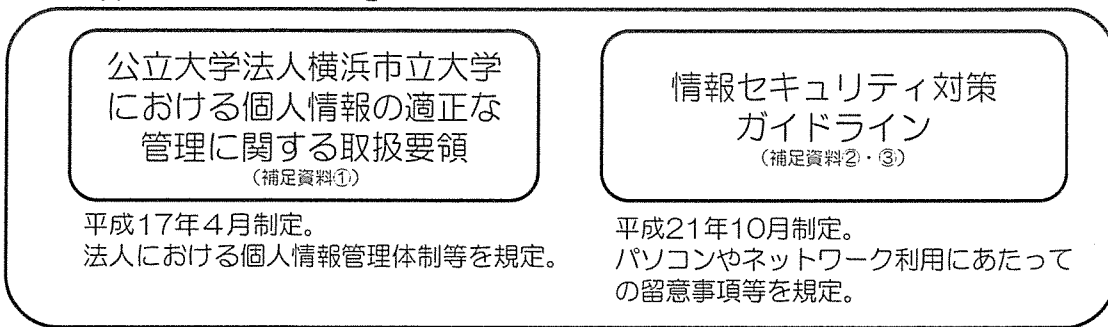 公立大学法人横浜市立大学
における個人情報の適正な
管理に関する取扱要領
(補足資料①)
平成17年4月制定。
法人における個人情報管理体制等を規定。
情報セキュリティ対策
ガイドライン
(補足資料②・③)
平成21年10月制定。
パソコンやネットワーク利用にあたって
の留意事項等を規定。